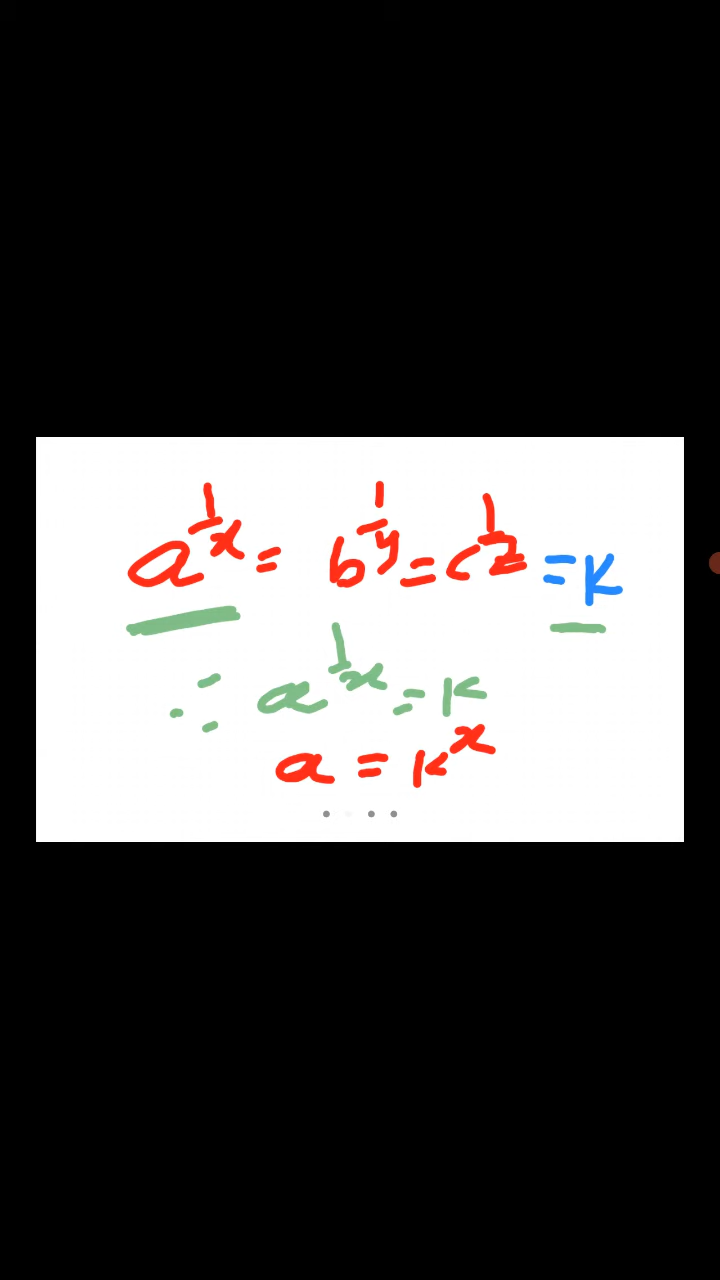 a^{1/x} = b^{1/y} = c^{1/z} = K
∴ a^{1/x} = K
a = K^x